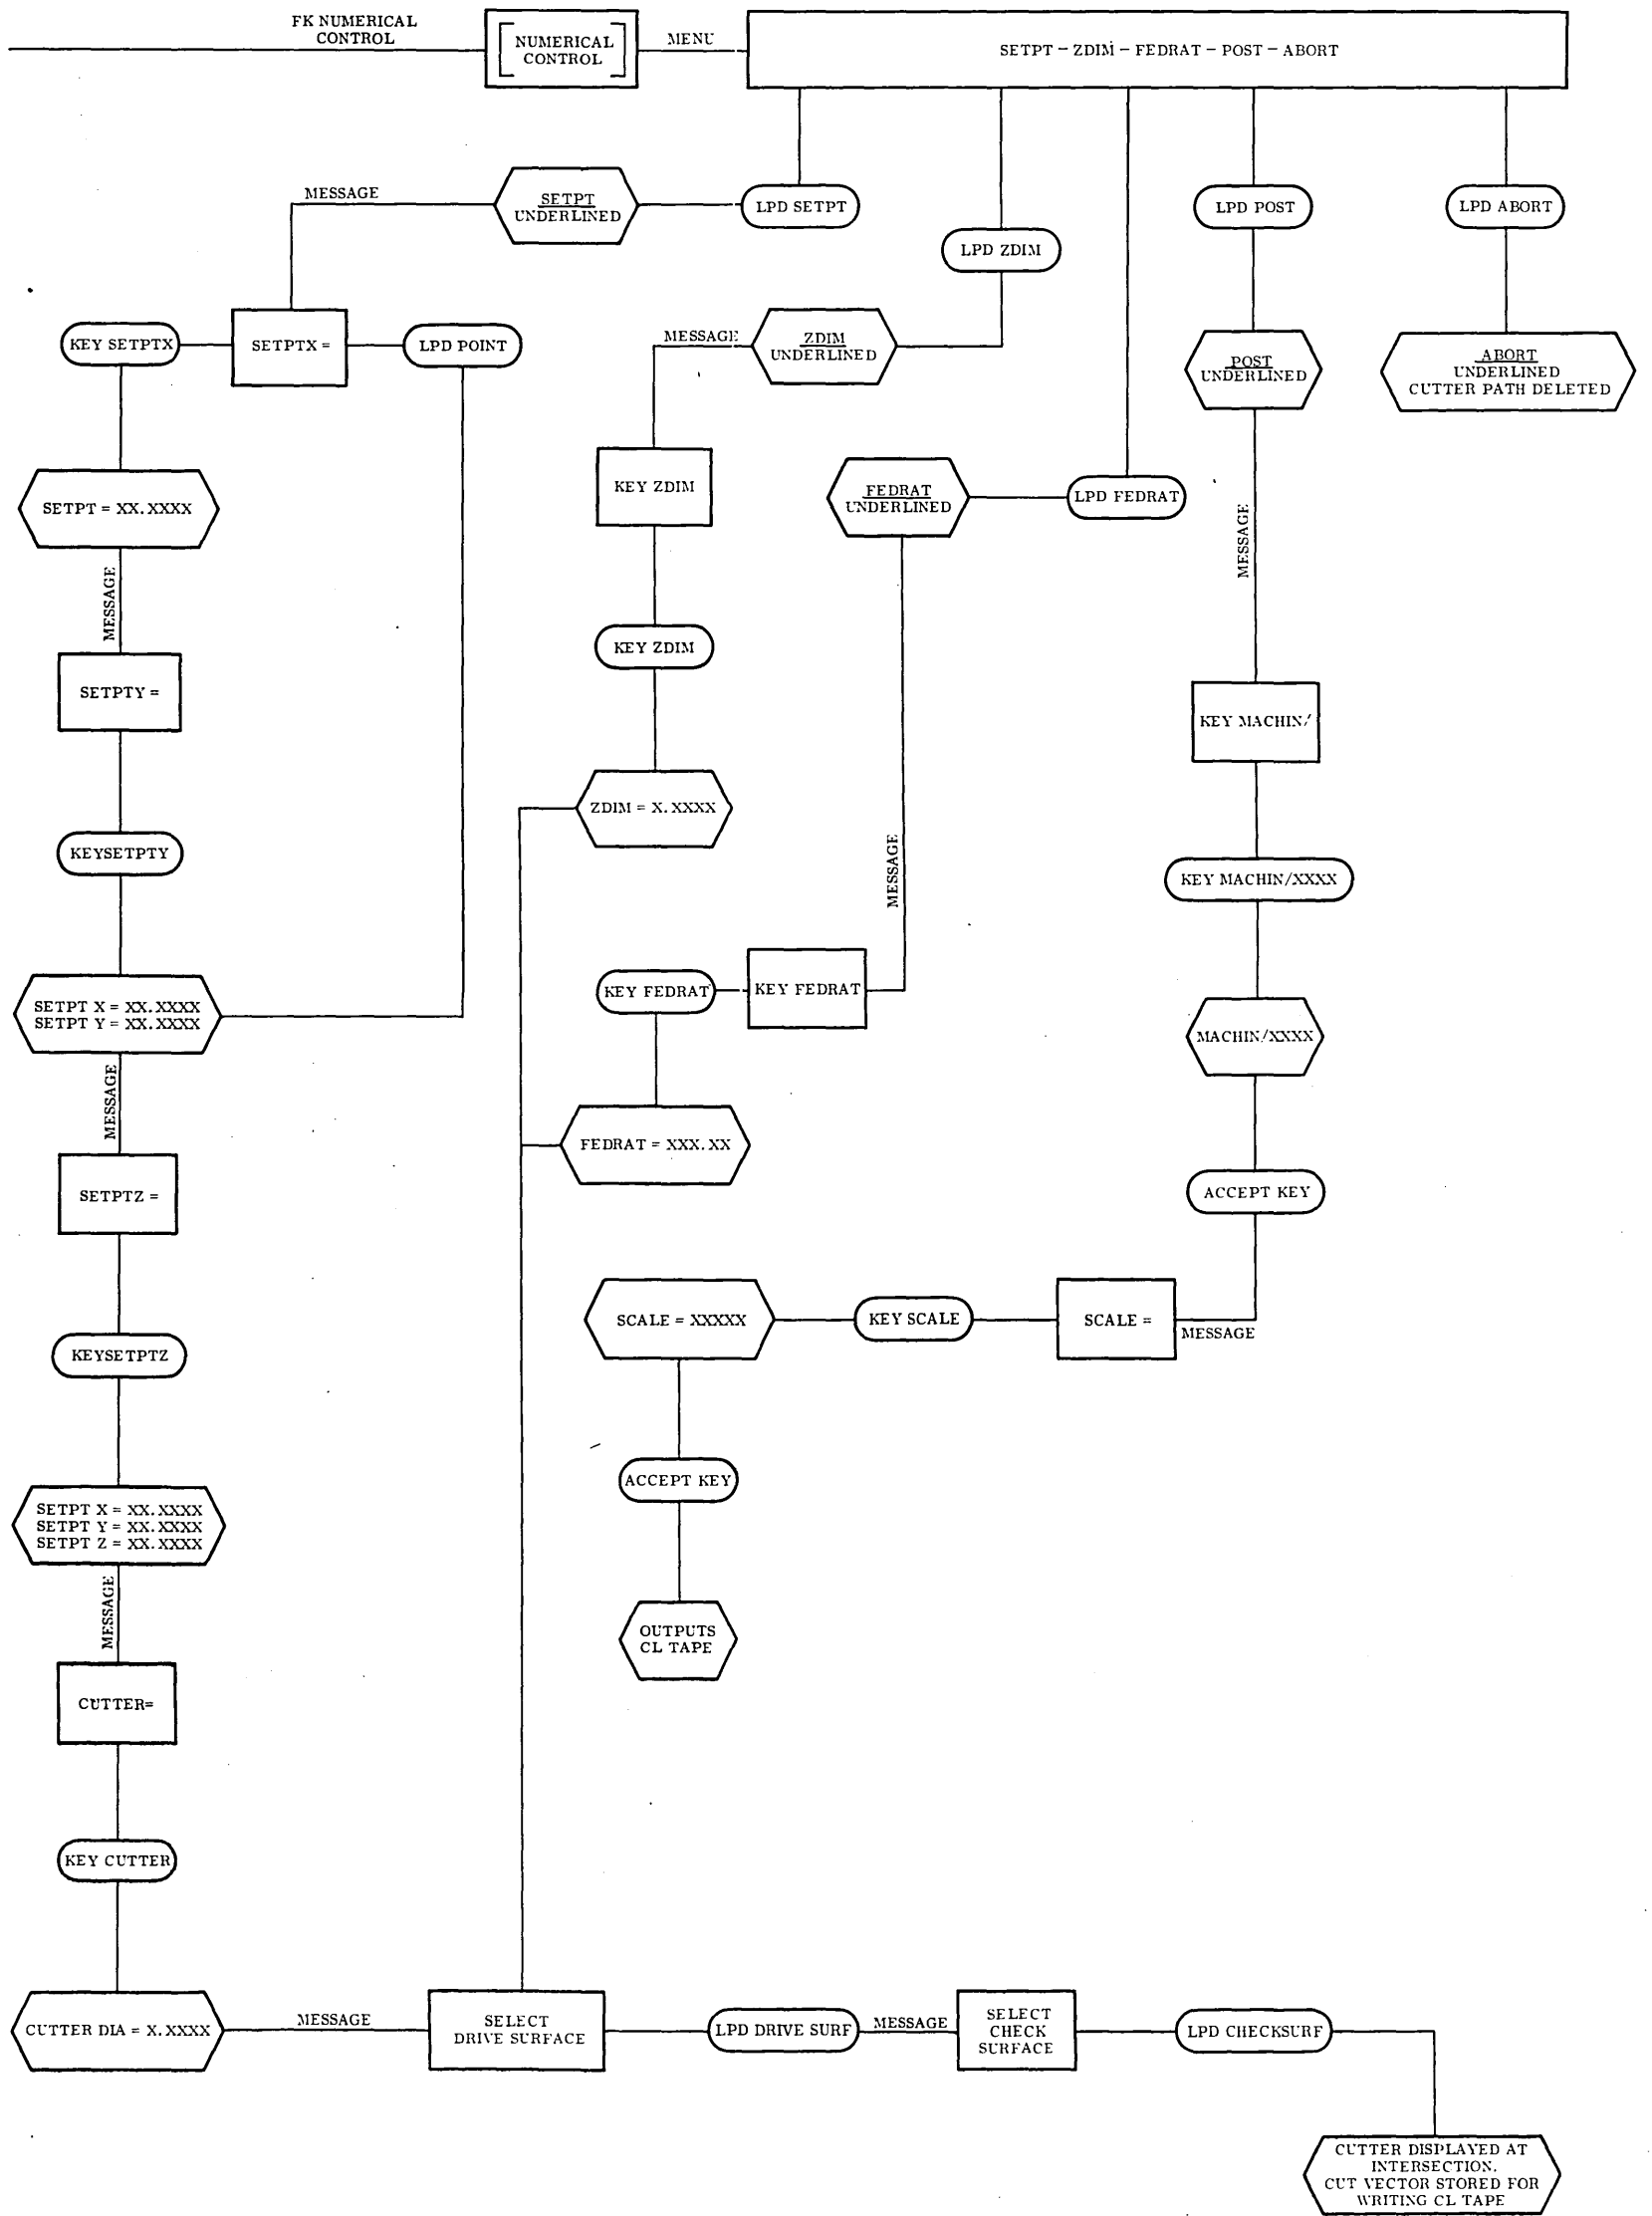 FK NUMERICAL
CONTROL
NUMERICAL
CONTROL
MENU
SETPT – ZDIM – FEDRAT – POST – ABORT
MESSAGE
SETPT
UNDERLINED
LPD SETPT
LPD POST
LPD ABORT
LPD ZDIM
KEY SETPTX
SETPTX =
LPD POINT
MESSAGE
ZDIM
UNDERLINED
POST
UNDERLINED
ABORT
UNDERLINED
CUTTER PATH DELETED
SETPT = XX.XXXX
KEY ZDIM
FEDRAT
UNDERLINED
LPD FEDRAT
MESSAGE
MESSAGE
SETPTY =
KEY ZDIM
KEY MACHIN/
KEYSETPTY
ZDIM = X.XXXX
MESSAGE
KEY MACHIN/XXXX
SETPT X = XX.XXXX
SETPT Y = XX.XXXX
KEY FEDRAT
KEY FEDRAT
MACHIN/XXXX
MESSAGE
FEDRAT = XXX.XX
SETPTZ =
ACCEPT KEY
KEYSETPTZ
SCALE = XXXXX
KEY SCALE
SCALE =
MESSAGE
ACCEPT KEY
SETPT X = XX.XXXX
SETPT Y = XX.XXXX
SETPT Z = XX.XXXX
MESSAGE
OUTPUTS
CL TAPE
CUTTER=
KEY CUTTER
CUTTER DIA = X.XXXX
MESSAGE
SELECT
DRIVE SURFACE
LPD DRIVE SURF
MESSAGE
SELECT
CHECK
SURFACE
LPD CHECKSURF
CUTTER DISPLAYED AT
INTERSECTION.
CUT VECTOR STORED FOR
WRITING CL TAPE